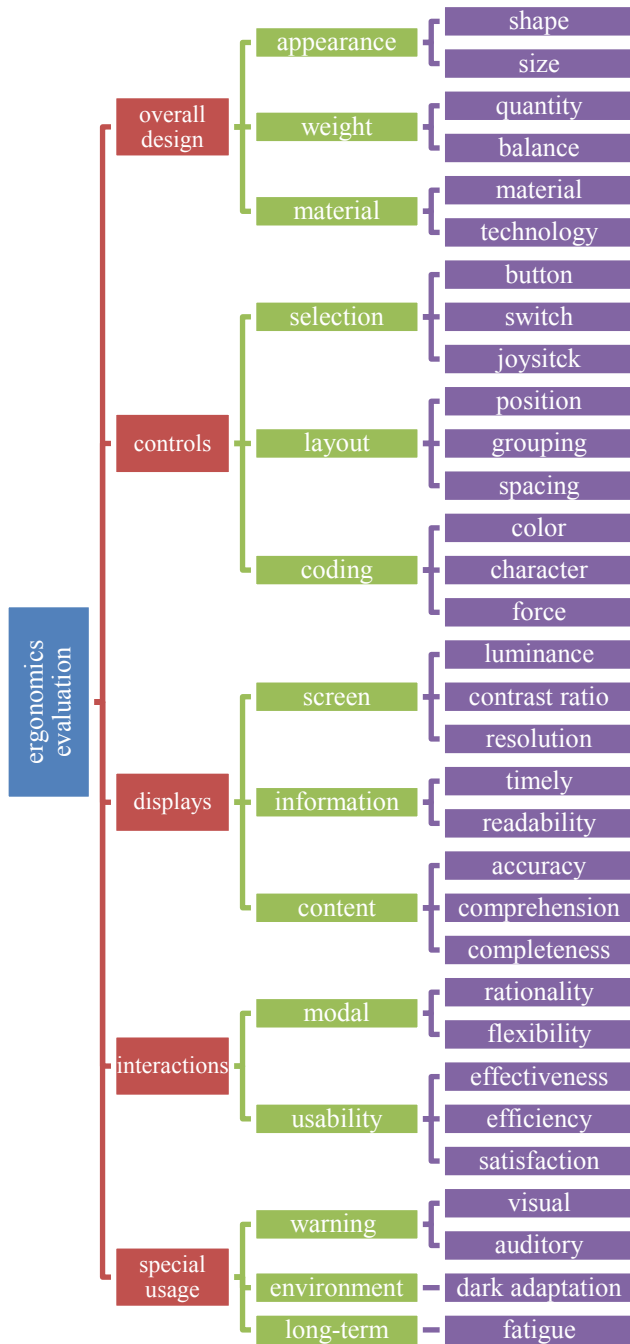 ergonomics
evaluation
overall
design
appearance
shape
size
weight
quantity
balance
material
material
technology
controls
selection
button
switch
joysitck
layout
position
grouping
spacing
coding
color
character
force
displays
screen
luminance
contrast ratio
resolution
information
timely
readability
content
accuracy
comprehension
completeness
interactions
modal
rationality
flexibility
usability
effectiveness
efficiency
satisfaction
special
usage
warning
visual
auditory
environment
dark adaptation
long-term
fatigue